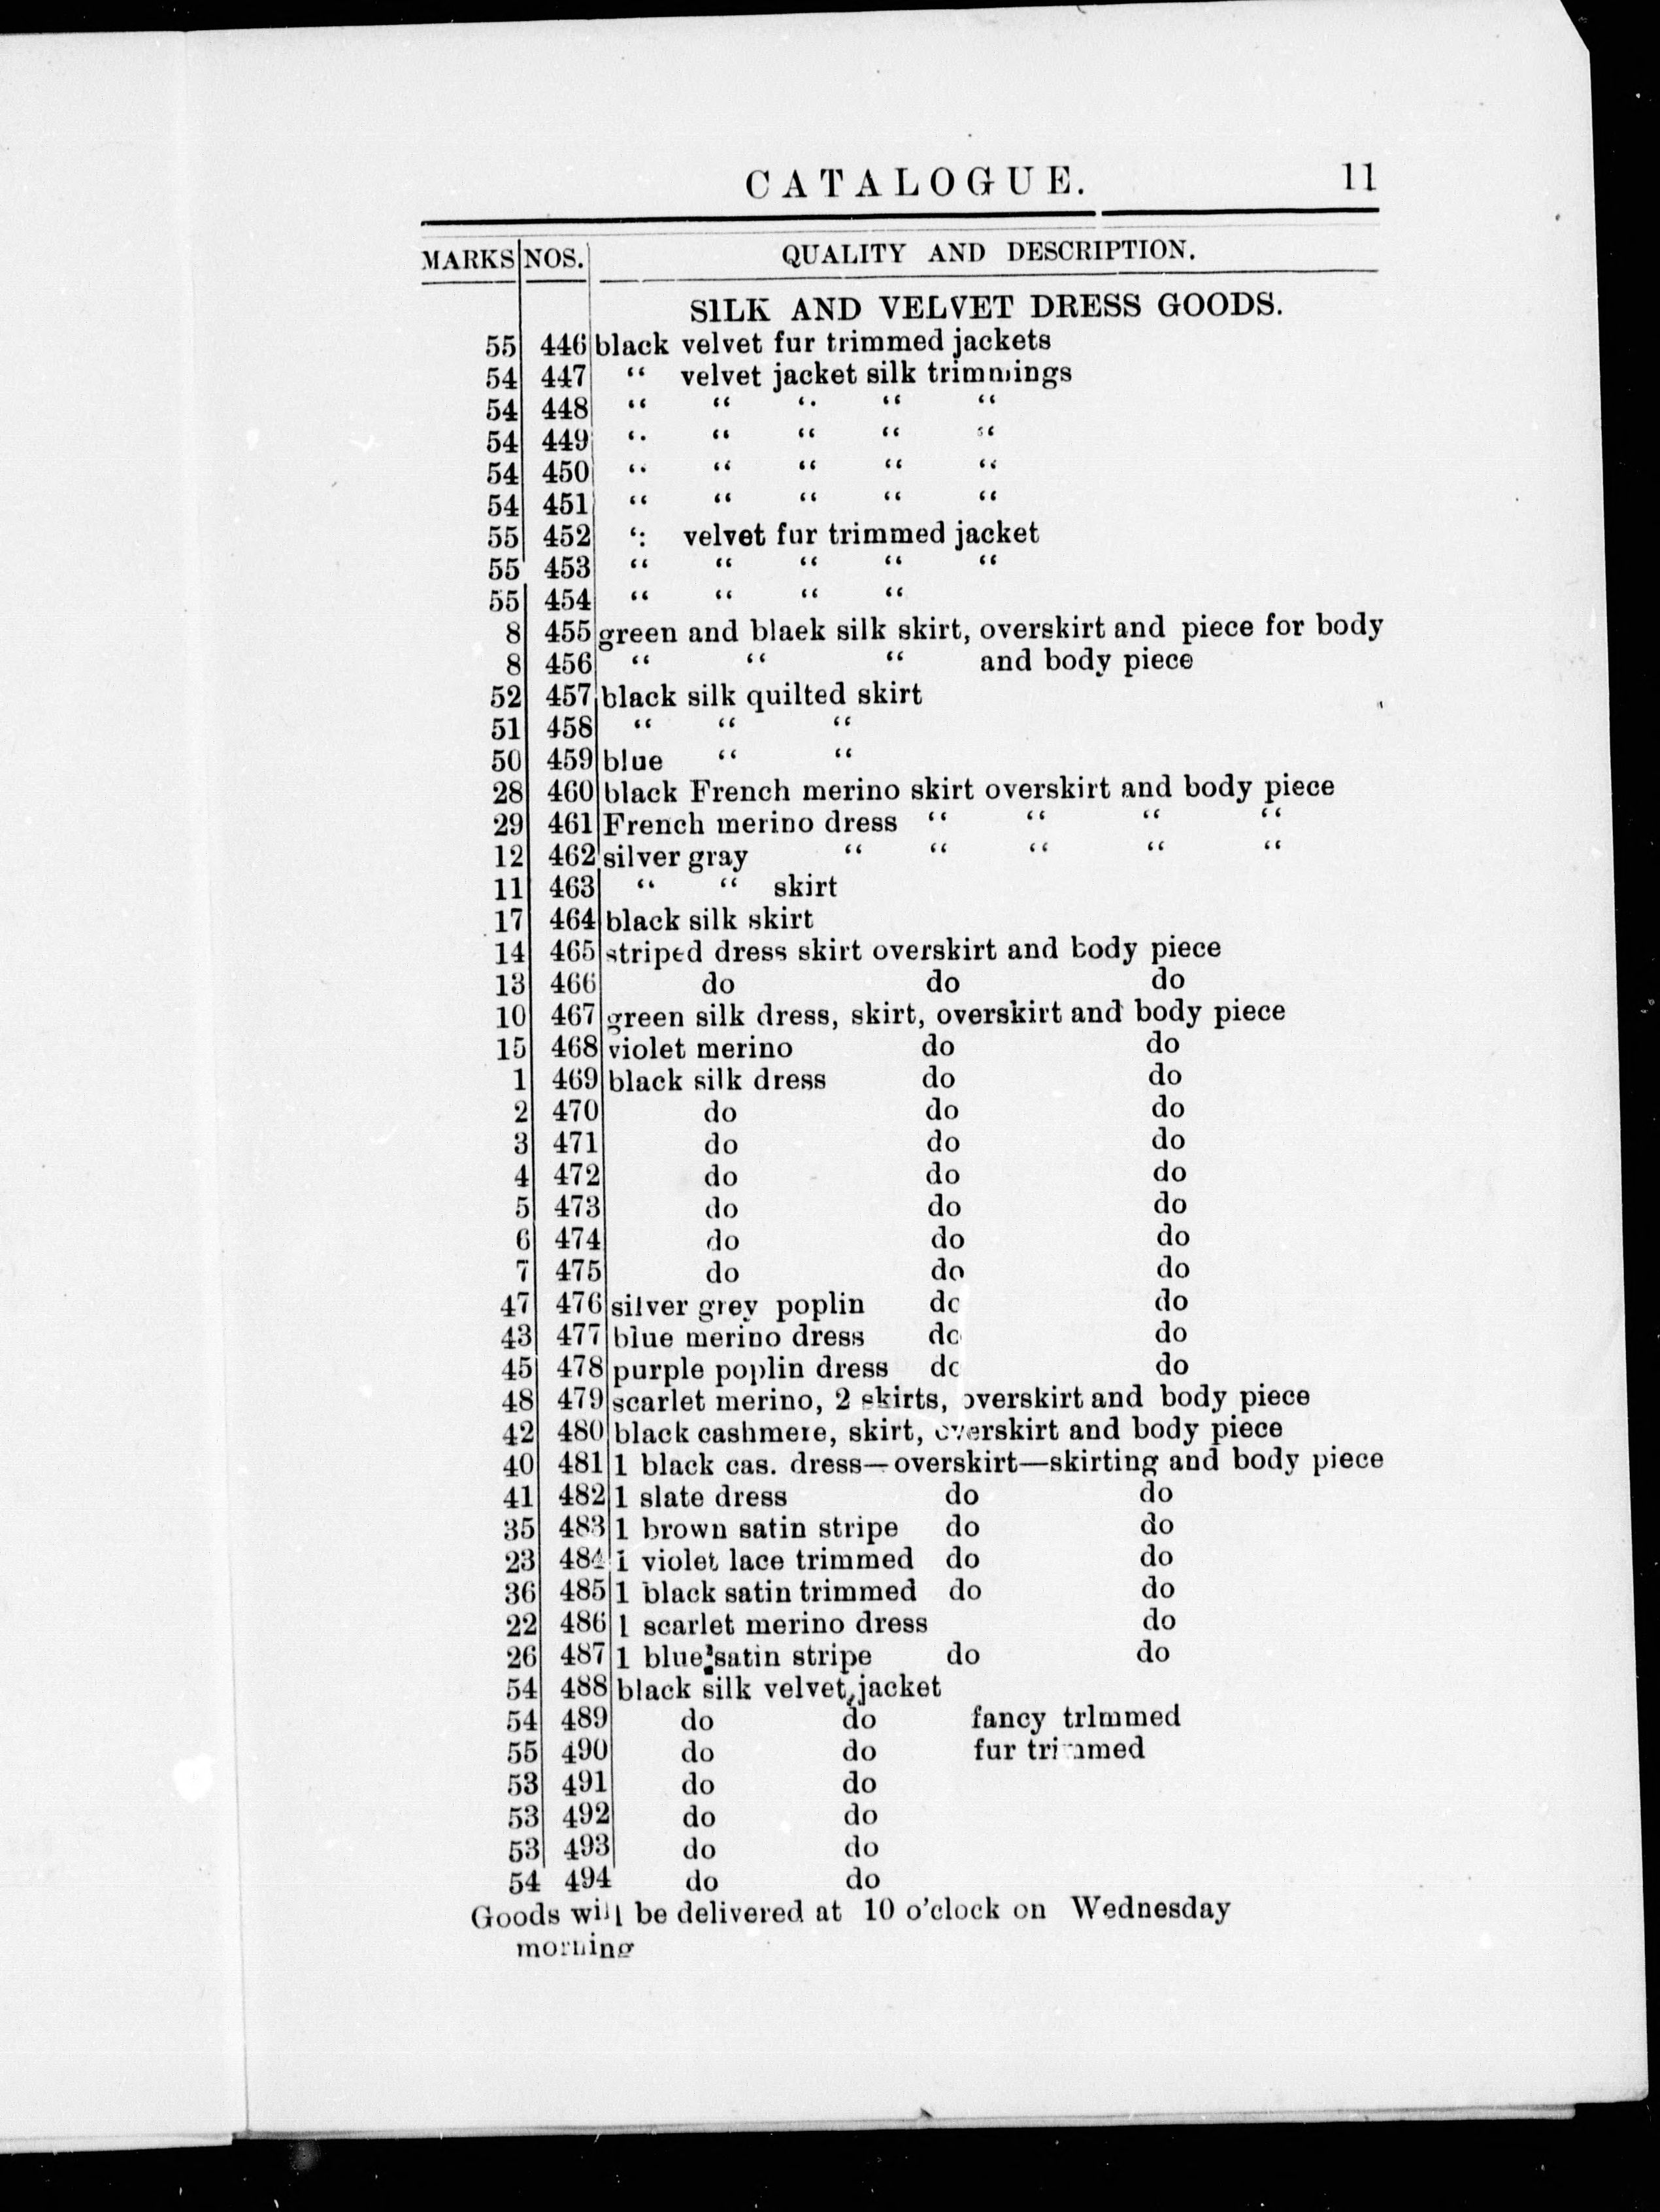 CATALOGUE. 11
MARKS NOS. QUALITY AND DESCRIPTION.
SILK AND VELVET DRESS GOODS.
55 446 black velvet fur trimmed jackets
54 447 “ velvet jacket silk trimmings
54 448 “ “ “ “ “
54 449 “ “ “ “ “
54 450 “ “ “ “ “
54 451 “ “ “ “ “
55 452 “ velvet fur trimmed jacket
55 453 “ “ “ “ “
55 454 “ “ “ “
8 455 green and blaek silk skirt, overskirt and piece for body
8 456 “ “ “ and body piece
52 457 black silk quilted skirt
51 458 “ “ “
50 459 blue “ “
28 460 black French merino skirt overskirt and body piece
29 461 French merino dress “ “ “ “
12 462 silver gray “ “ “ “ “
11 463 “ “ skirt
17 464 black silk skirt
14 465 striped dress skirt overskirt and body piece
13 466 do do do
10 467 green silk dress, skirt, overskirt and body piece
15 468 violet merino do do
1 469 black silk dress do do
2 470 do do do
3 471 do do do
4 472 do do do
5 473 do do do
6 474 do do do
7 475 do do do
47 476 silver grey poplin do do
43 477 blue merino dress do do
45 478 purple poplin dress do do
48 479 scarlet merino, 2 skirts, overskirt and body piece
42 480 black cashmere, skirt, overskirt and body piece
40 481 1 black cas. dress—overskirt—skirting and body piece
41 482 1 slate dress do do
35 483 1 brown satin stripe do do
23 484 1 violet lace trimmed do do
36 485 1 black satin trimmed do do
22 486 1 scarlet merino dress do
26 487 1 blue satin stripe do do
54 488 black silk velvet, jacket
54 489 do do fancy trlmmed
55 490 do do fur trimmed
53 491 do do
53 492 do do
53 493 do do
54 494 do do
Goods will be delivered at 10 o'clock on Wednesday
morning